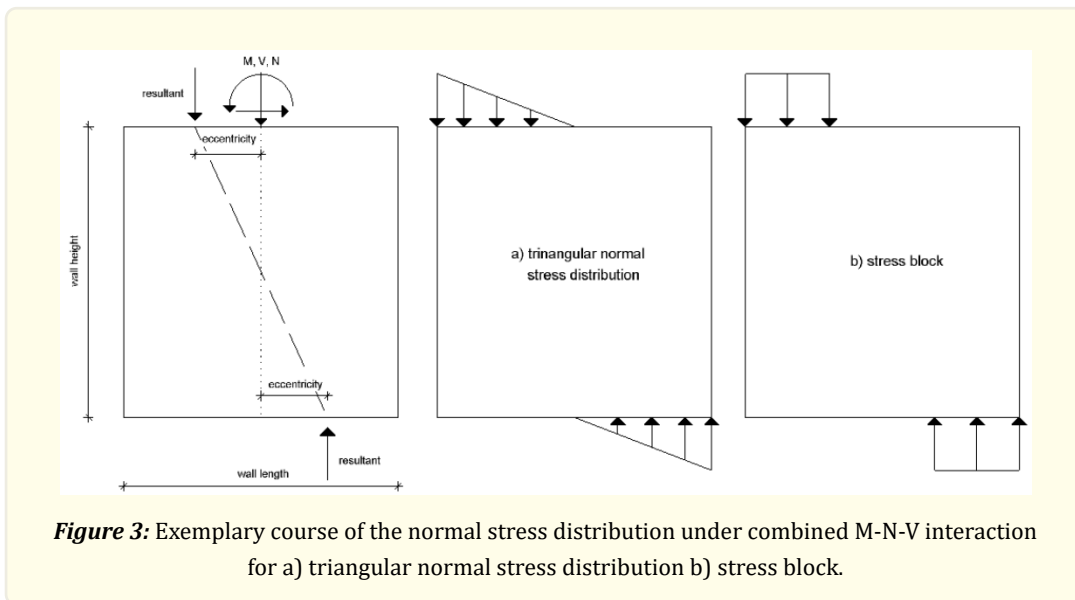 M, V, N
resultant
eccentricity
wall height
a) trinangular normal
stress distribution
b) stress block
eccentricity
resultant
wall length
Figure 3: Exemplary course of the normal stress distribution under combined M-N-V interaction
for a) triangular normal stress distribution b) stress block.